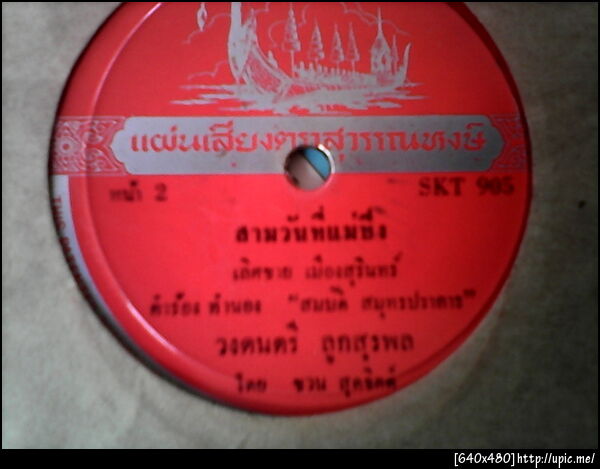 แผ่นเสียงตราสุวรรณหงษ์
หน้า 2
SKT 905
สามวันที่แม่ชิง
เลิศชาย เมืองสุรินทร์
คำร้อง ทำนอง "สมบัติ สมุทรปราการ"
วงดนตรี ลูกสุรพล
โดย ชวน สุดจิตต์
[640x480]http://upic.me/